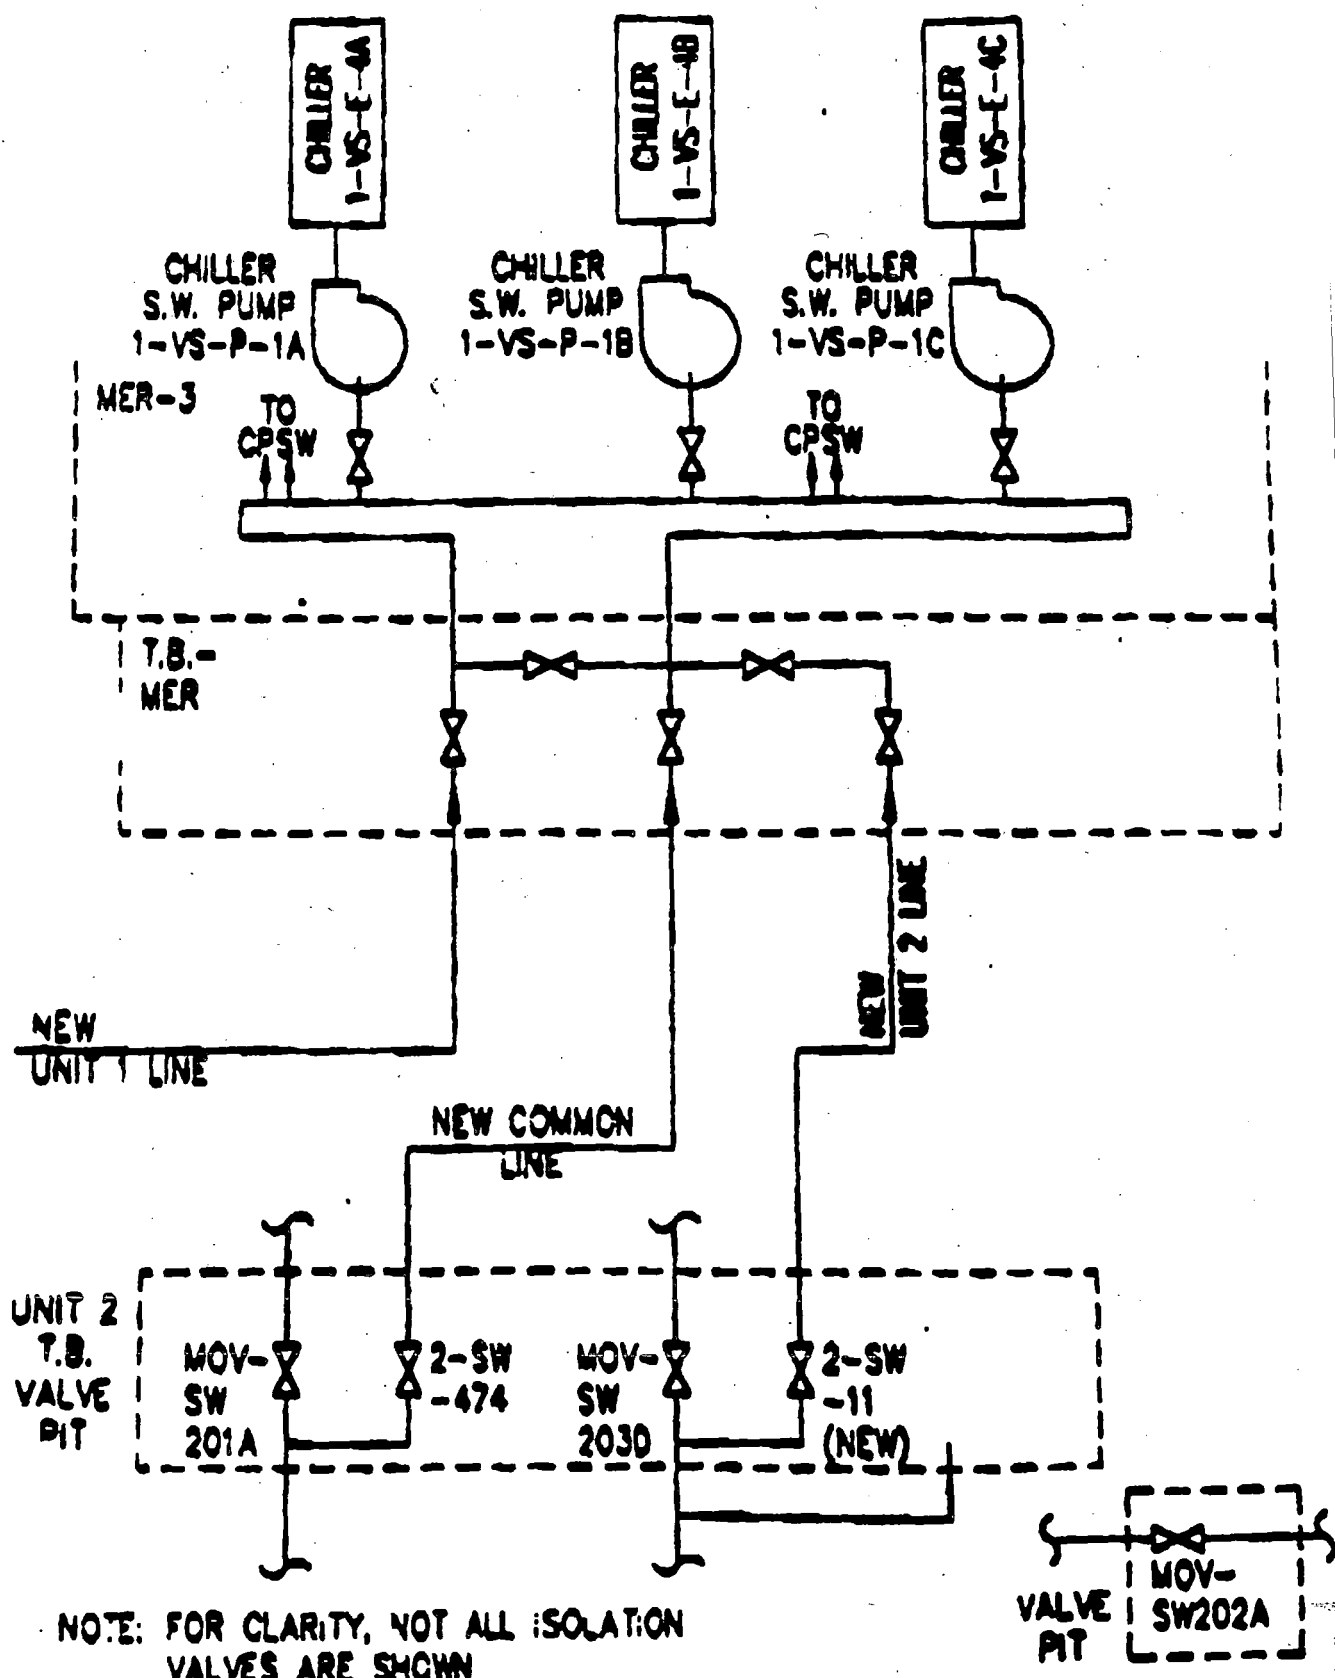 CHILLER
1-VS-E-4A
CHILLER
1-VS-E-4B
CHILLER
1-VS-E-4C
CHILLER
S.W. PUMP
1-VS-P-1A
CHILLER
S.W. PUMP
1-VS-P-1B
CHILLER
S.W. PUMP
1-VS-P-1C
MER-3
TO
CPSW
TO
CPSW
T.B.-
MER
NEW
UNIT 2 LINE
NEW
UNIT 1 LINE
NEW COMMON
LINE
UNIT 2
T.B.
VALVE
PIT
MOV-
SW
201A
2-SW
-474
MOV-
SW
203D
2-SW
-11
(NEW)
VALVE
PIT
MOV-
SW202A
NOTE: FOR CLARITY, NOT ALL ISOLATION
VALVES ARE SHOWN